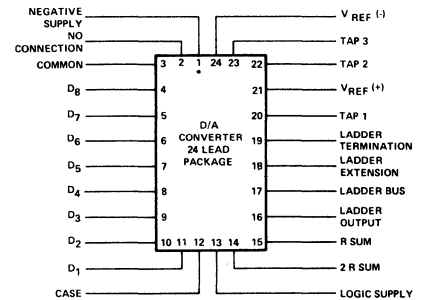 NEGATIVE
SUPPLY
NO
CONNECTION
COMMON
D8
D7
D6
D5
D4
D3
D2
D1
CASE
V REF (-)
TAP 3
TAP 2
VREF (+)
TAP 1
LADDER
TERMINATION
LADDER
EXTENSION
LADDER BUS
LADDER
OUTPUT
R SUM
2 R SUM
LOGIC SUPPLY
3 2 1 24 23 22
4
5
6
7
8
9
10 11 12 13 14 15
21
20
19
18
17
16
D/A
CONVERTER
24 LEAD
PACKAGE